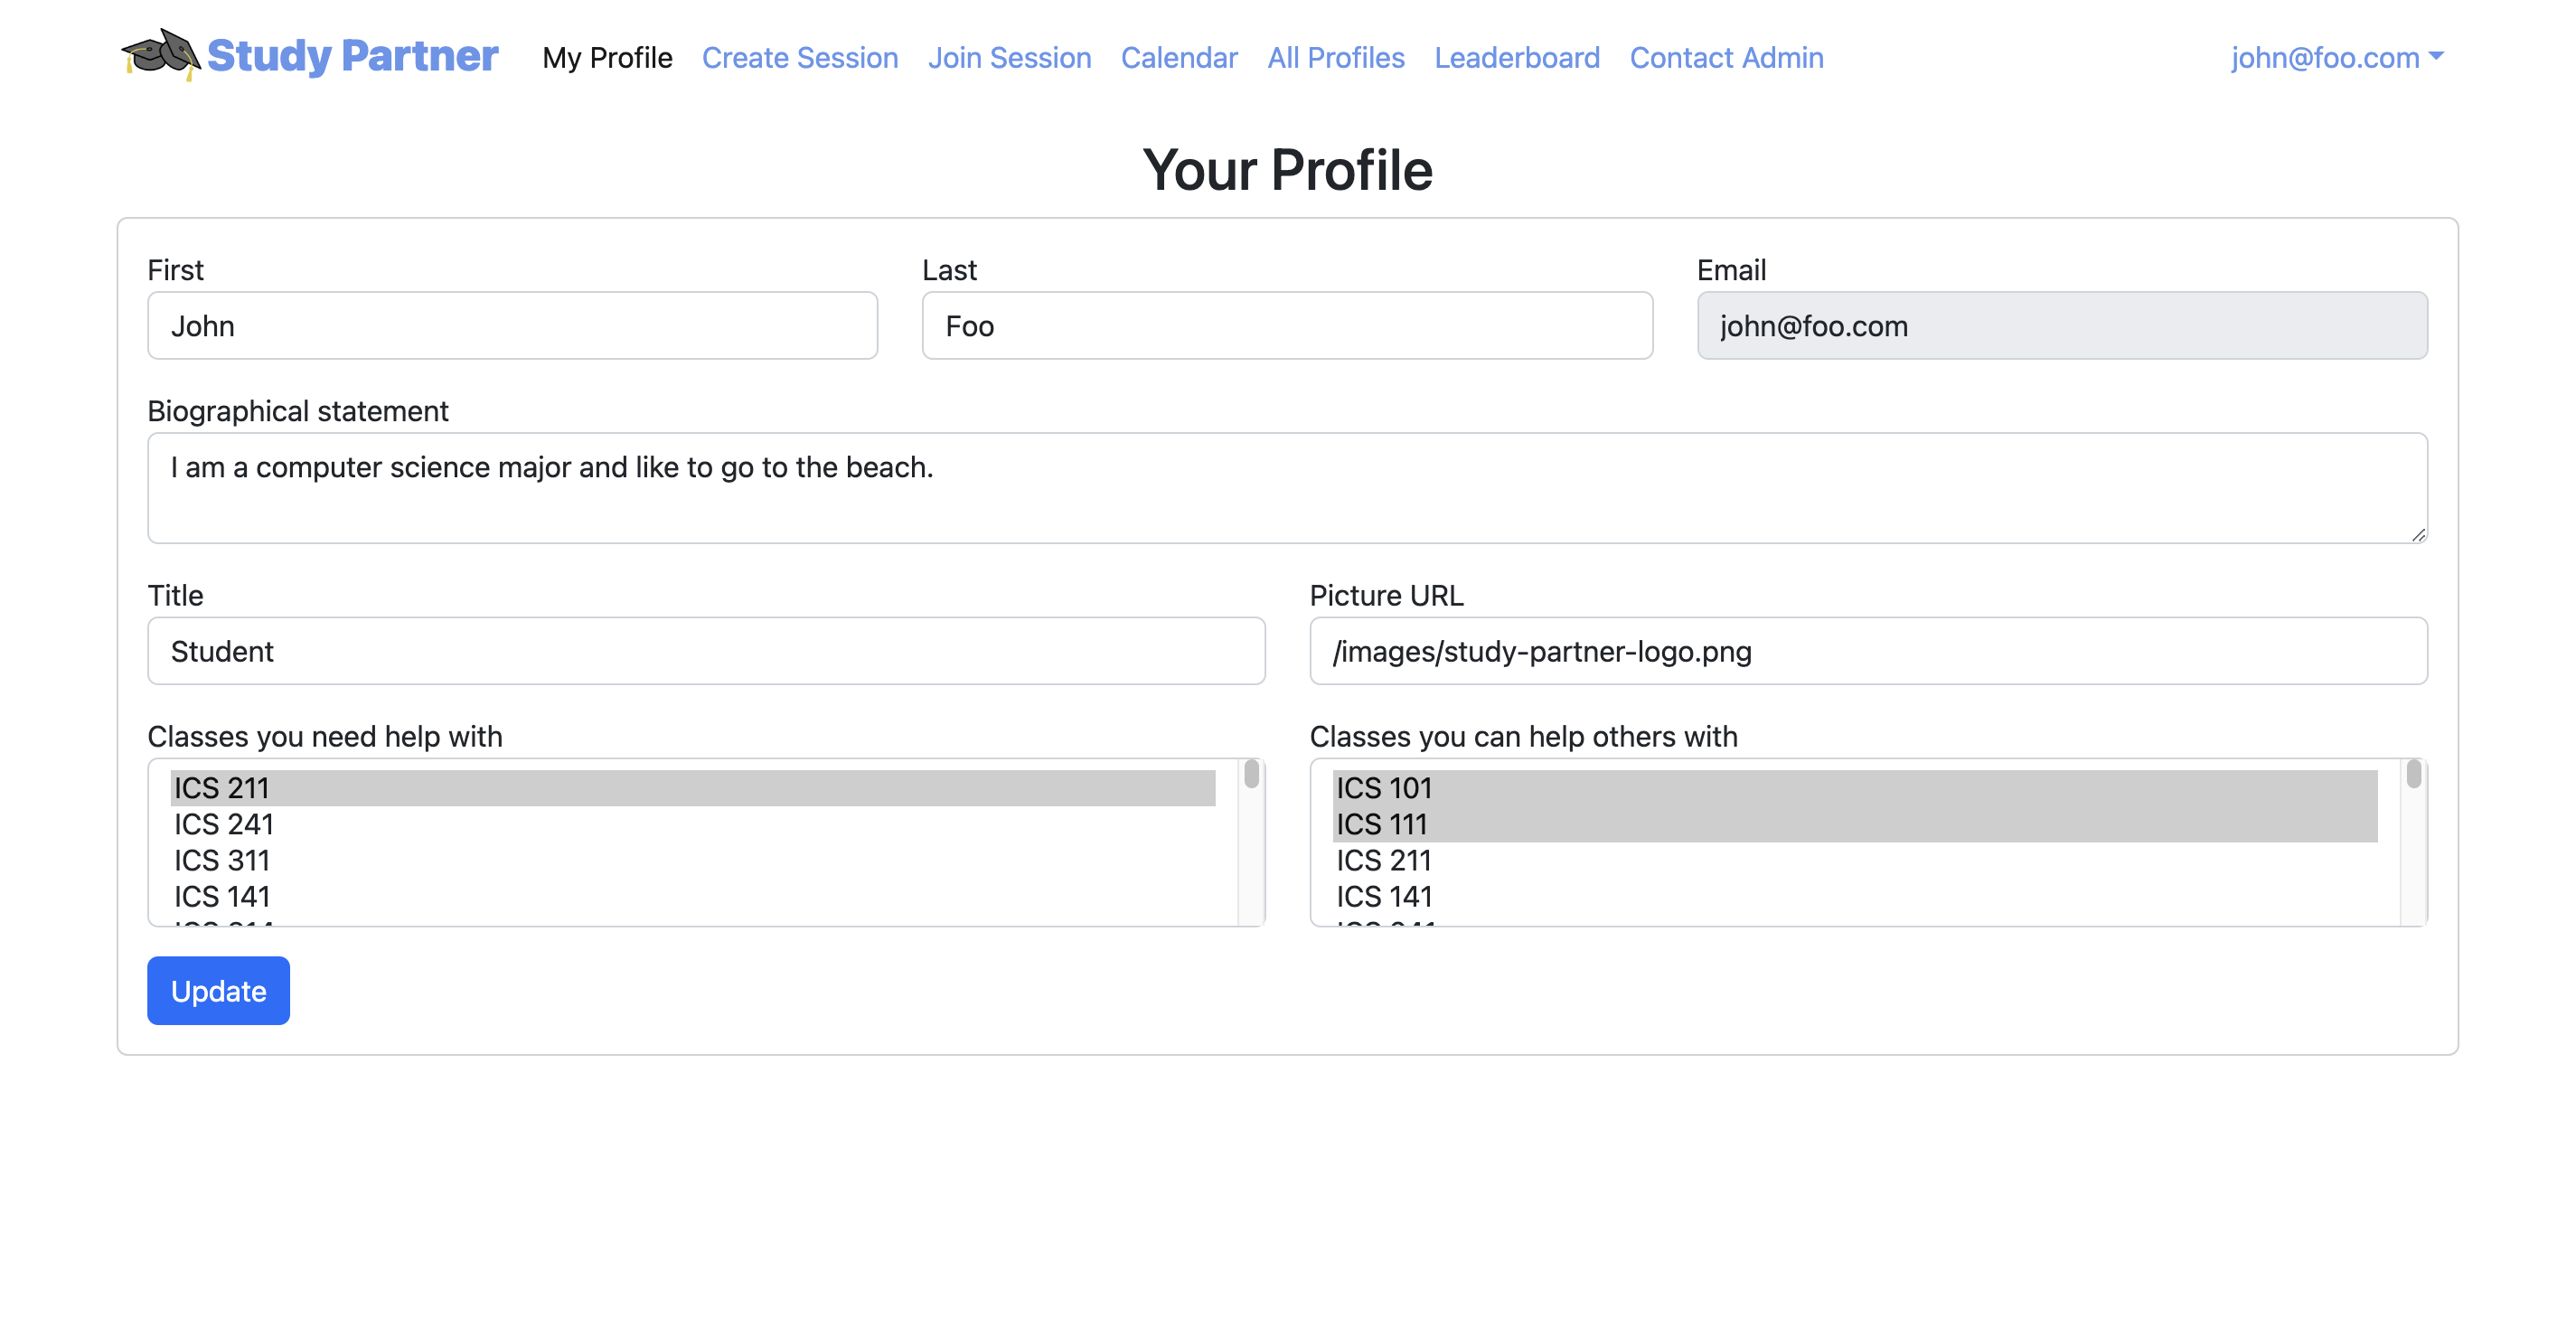 Study Partner My Profile Create Session Join Session Calendar All Profiles Leaderboard Contact Admin john@foo.com
Your Profile
First Last Email
John Foo john@foo.com
Biographical statement
I am a computer science major and like to go to the beach.
Title Picture URL
Student /images/study-partner-logo.png
Classes you need help with Classes you can help others with
ICS 211 ICS 101
ICS 241 ICS 111
ICS 311 ICS 211
ICS 141 ICS 141
Update